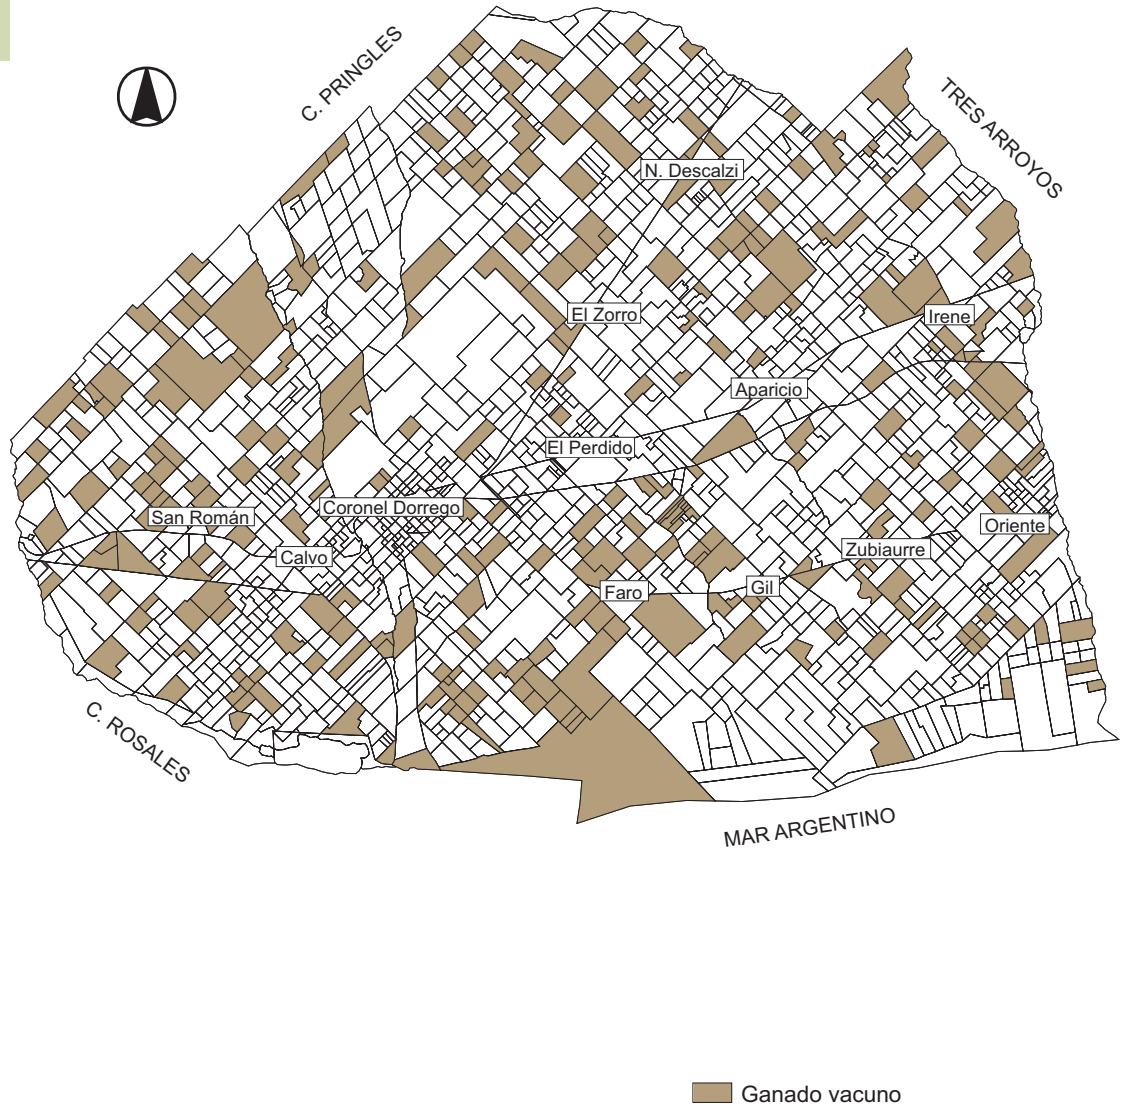 C. PRINGLES
TRES ARROYOS
N. Descalzi
El Zorro
Irene
Aparicio
El Perdido
Coronel Dorrego
San Román
Oriente
Calvo
Zubiaurre
Faro
Gil
C. ROSALES
MAR ARGENTINO
Ganado vacuno